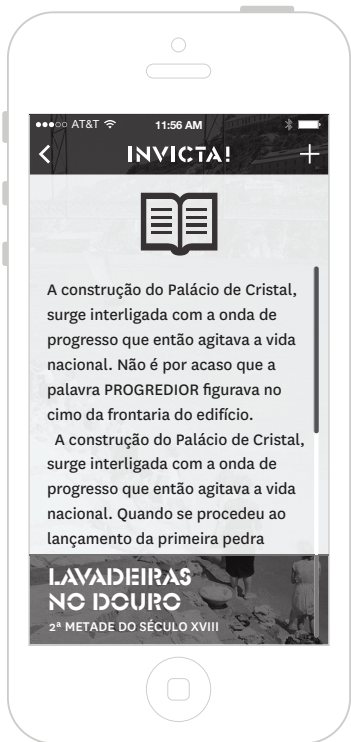 AT&T 11:56 AM
INVICTA!
A construção do Palácio de Cristal,
surge interligada com a onda de
progresso que então agitava a vida
nacional. Não é por acaso que a
palavra PROGREDIOR figurava no
cimo da frontaria do edifício.
A construção do Palácio de Cristal,
surge interligada com a onda de
progresso que então agitava a vida
nacional. Quando se procedeu ao
lançamento da primeira pedra
LAVADEIRAS
NO DOURO
2ª METADE DO SÉCULO XVIII